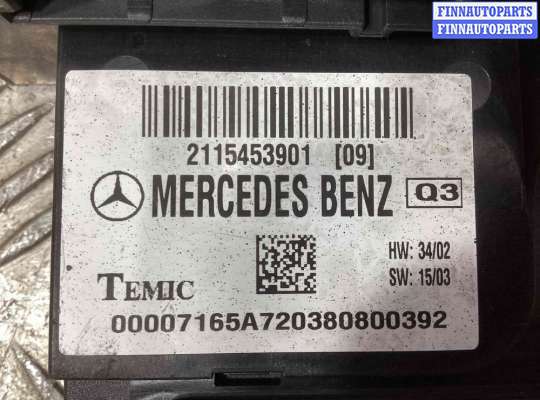 FINNAUTOPARTS
FINNAUTOPARTS
2115453901 [09]
MERCEDES BENZ Q3
HW: 34/02
SW: 15/03
TEMIC
00007165A720380800392